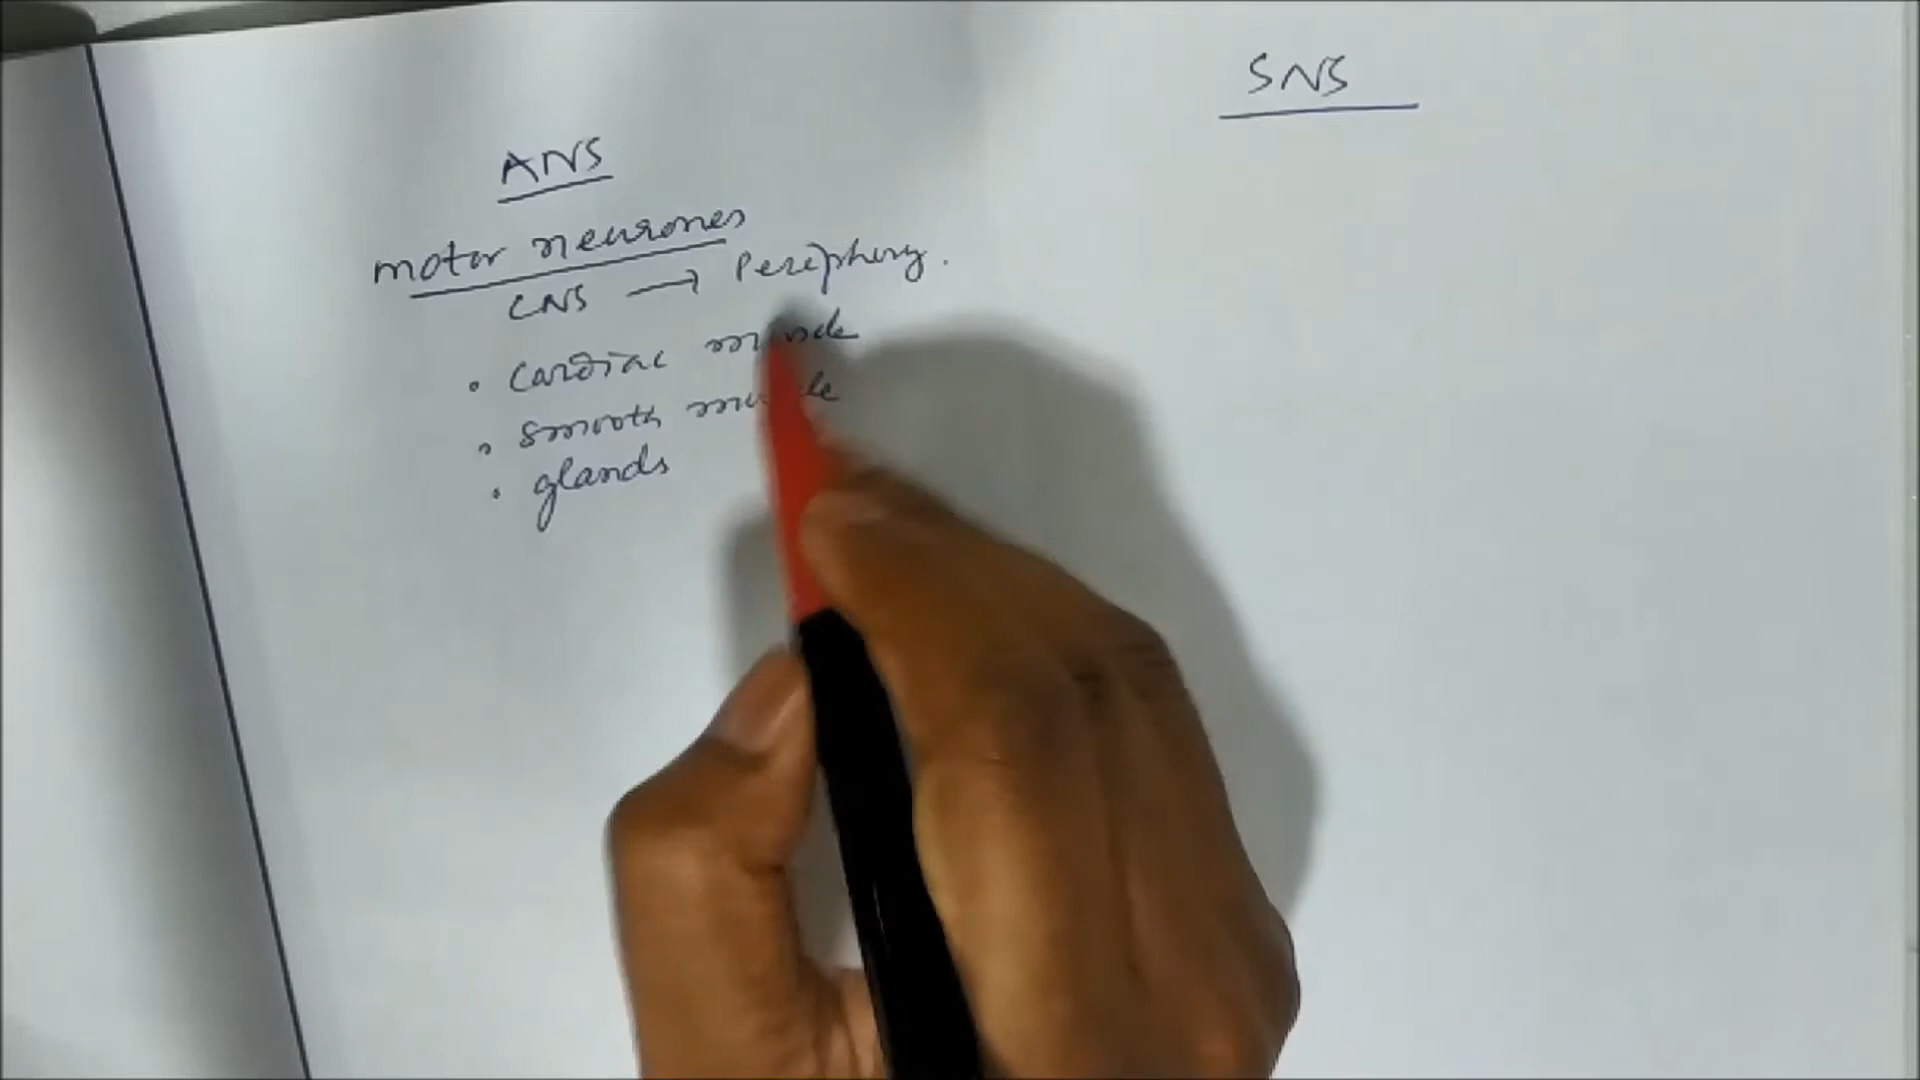 SNS
ANS
motor neurones
CNS → Periphery.
• cardiac muscle
• smooth muscle
• glands